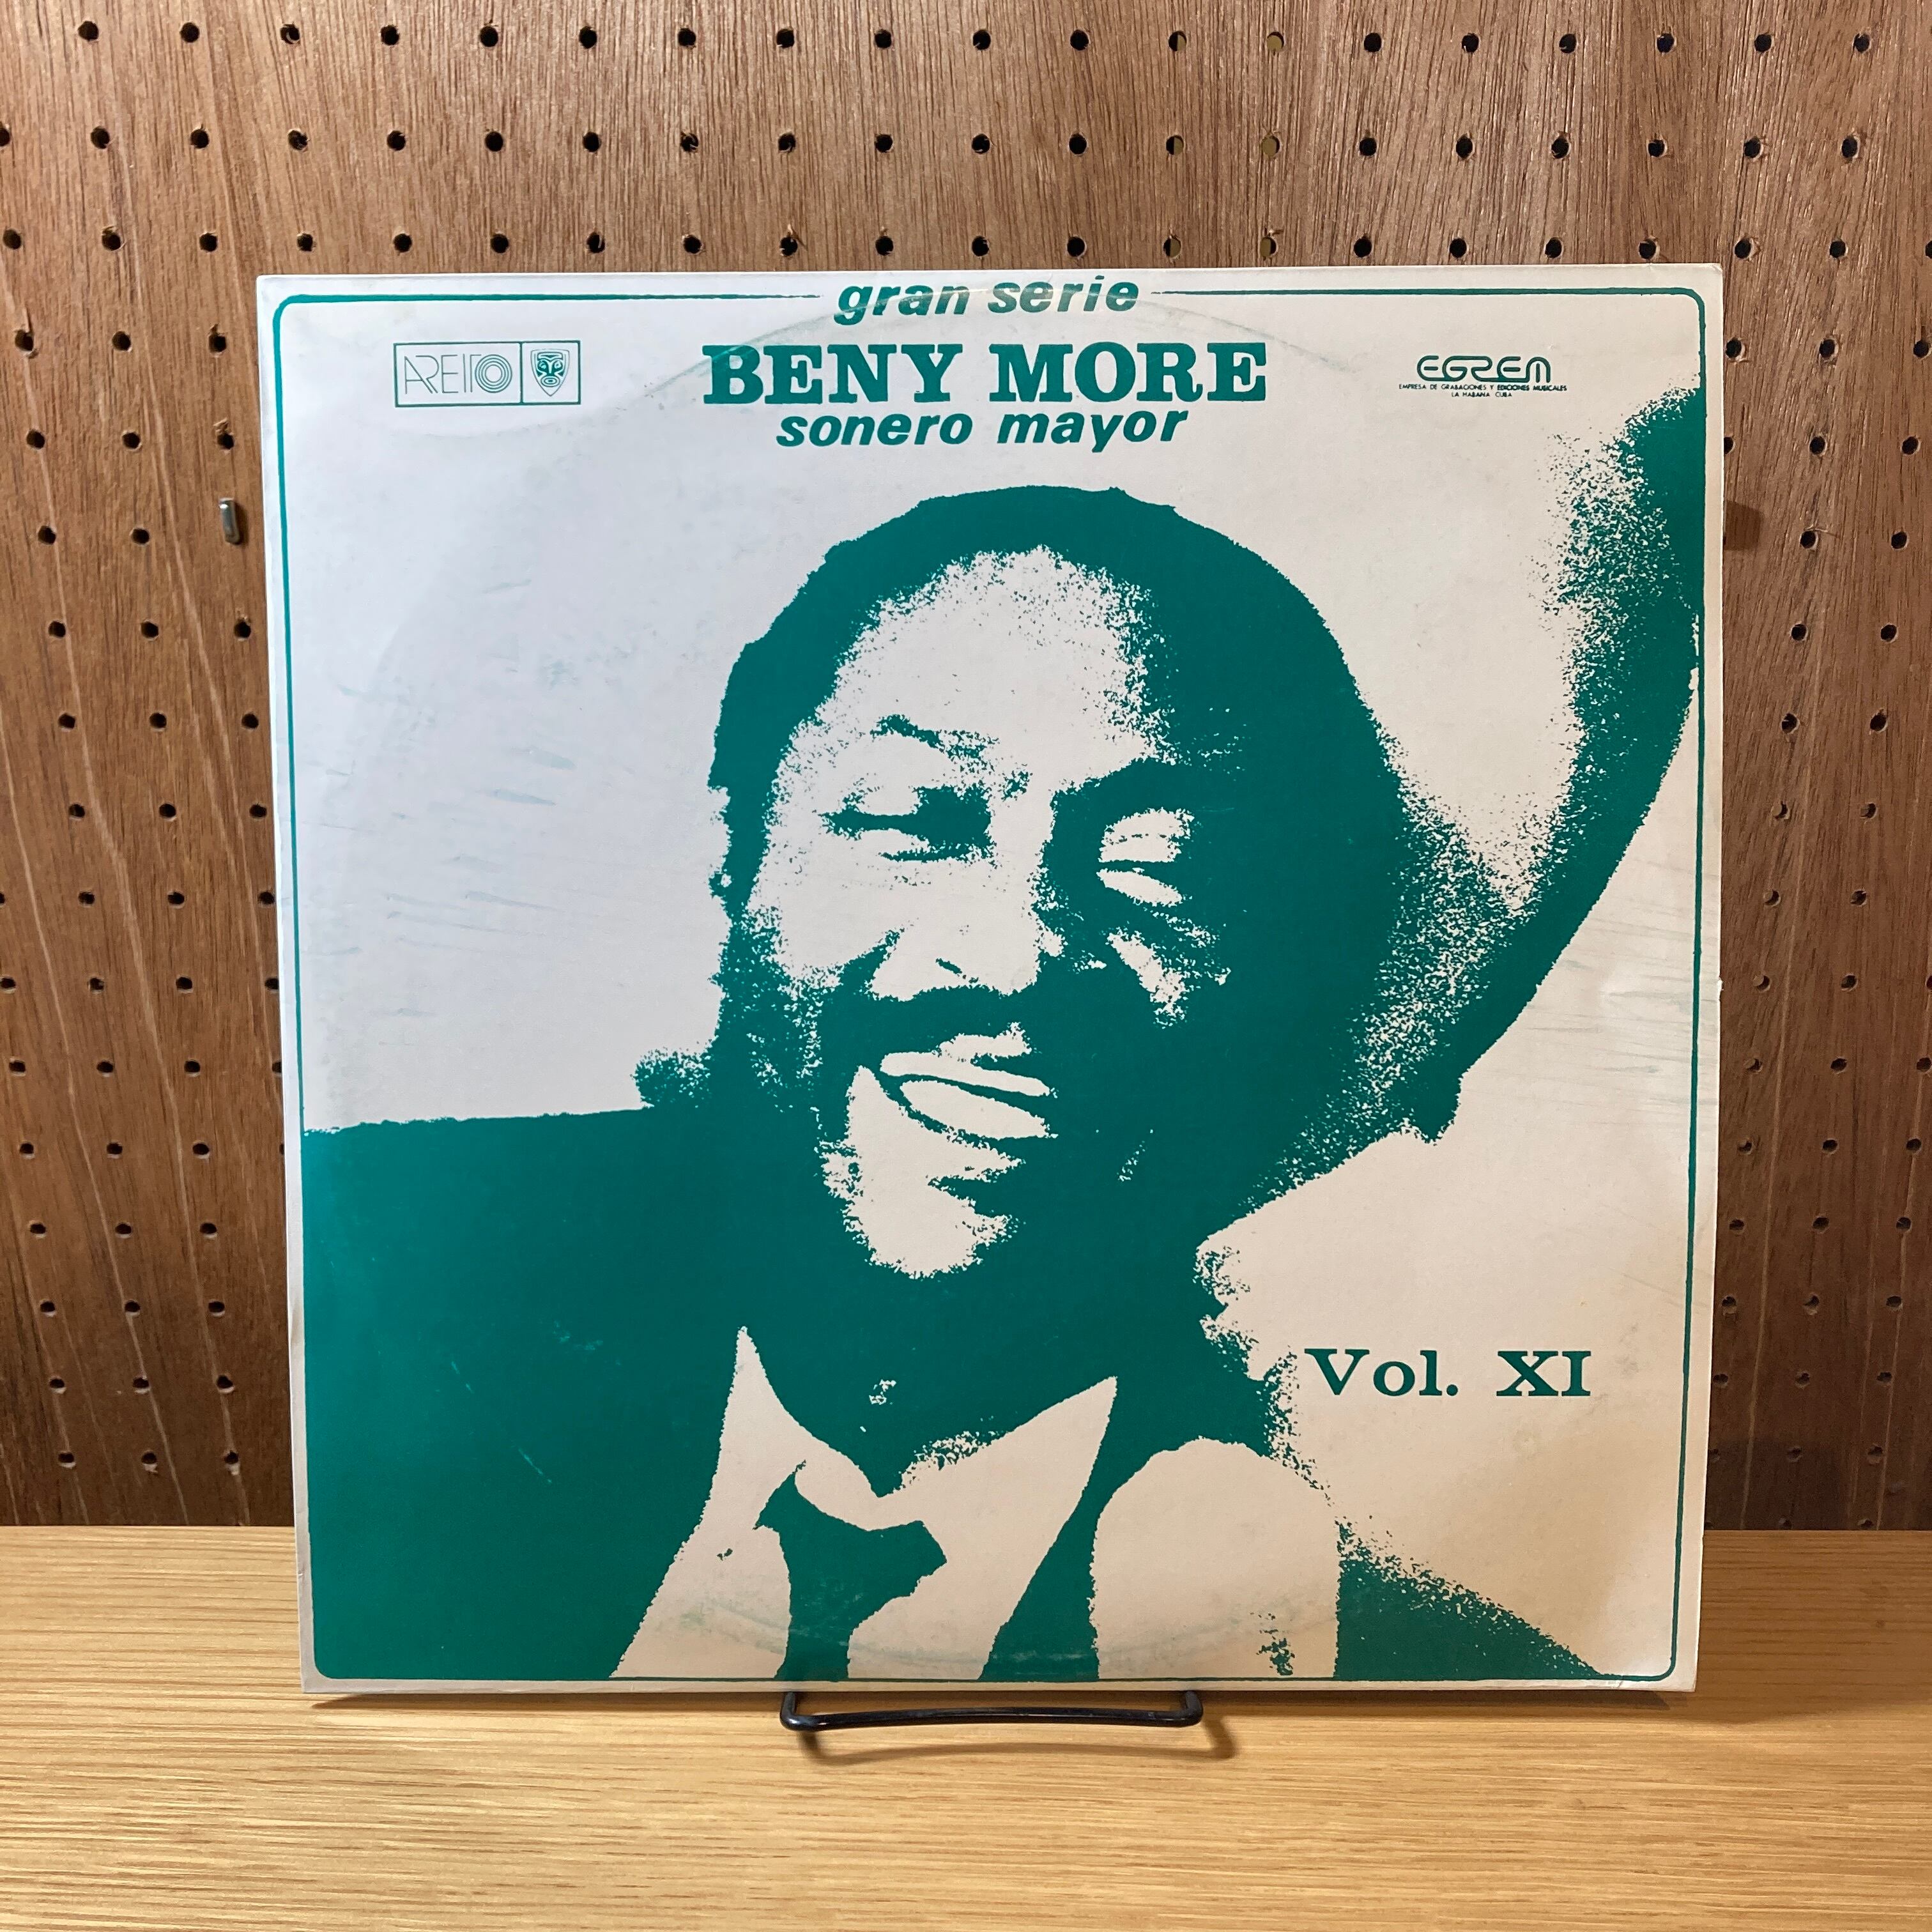 gran serie
AREITO
BENY MORE
EGREM
EMPRESA DE GRABACIONES Y EDICIONES MUSICALES
LA HABANA CUBA
sonero mayor
Vol. XI